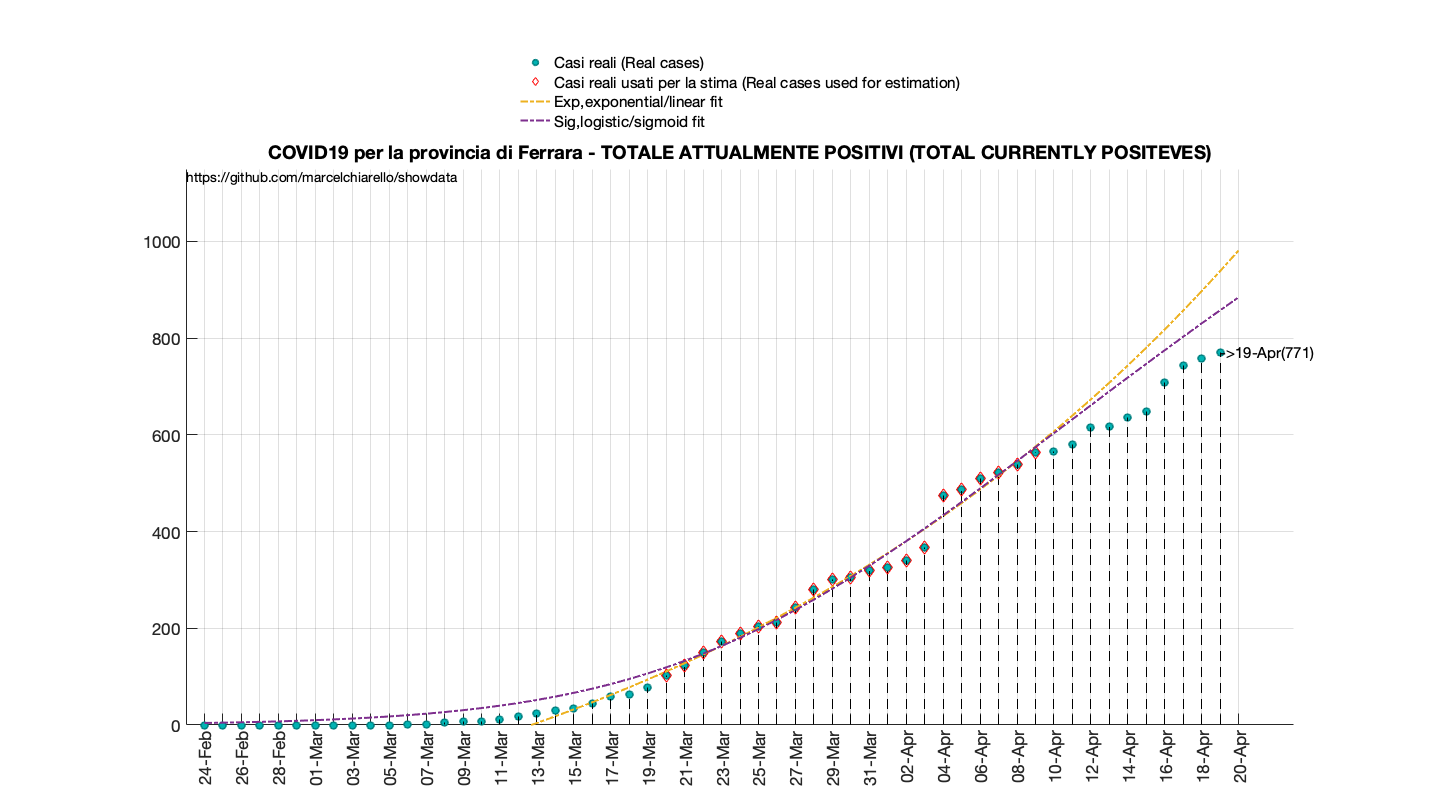 Casi reali (Real cases)
Casi reali usati per la stima (Real cases used for estimation)
Exp,exponential/linear fit
Sig,logistic/sigmoid fit
COVID19 per la provincia di Ferrara - TOTALE ATTUALMENTE POSITIVI (TOTAL CURRENTLY POSITEVES)
https://github.com/marcelchiarello/showdata
1000
800
>19-Apr(771)
600
400
200
0
24-Feb
26-Feb
28-Feb
01-Mar
03-Mar
05-Mar
07-Mar
09-Mar
11-Mar
13-Mar
15-Mar
17-Mar
19-Mar
21-Mar
23-Mar
25-Mar
27-Mar
29-Mar
31-Mar
02-Apr
04-Apr
06-Apr
08-Apr
10-Apr
12-Apr
14-Apr
16-Apr
18-Apr
20-Apr